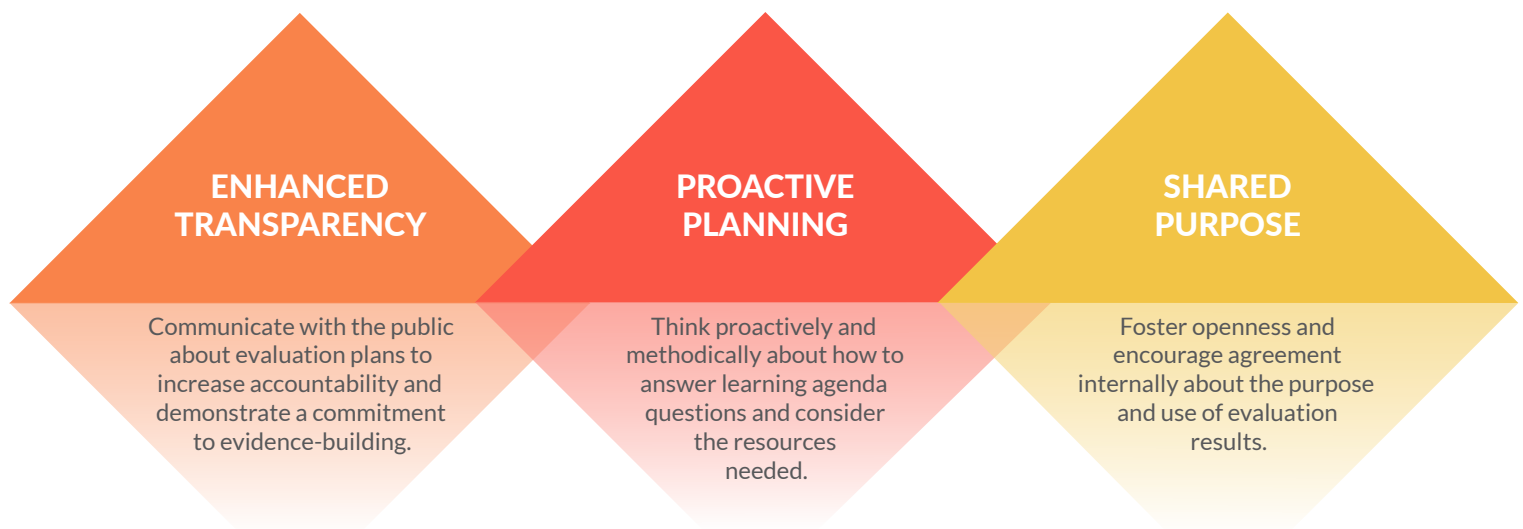 ENHANCED
TRANSPARENCY
Communicate with the public
about evaluation plans to
increase accountability and
demonstrate a commitment
to evidence-building.
PROACTIVE
PLANNING
Think proactively and
methodically about how to
answer learning agenda
questions and consider
the resources
needed.
SHARED
PURPOSE
Foster openness and
encourage agreement
internally about the purpose
and use of evaluation
results.